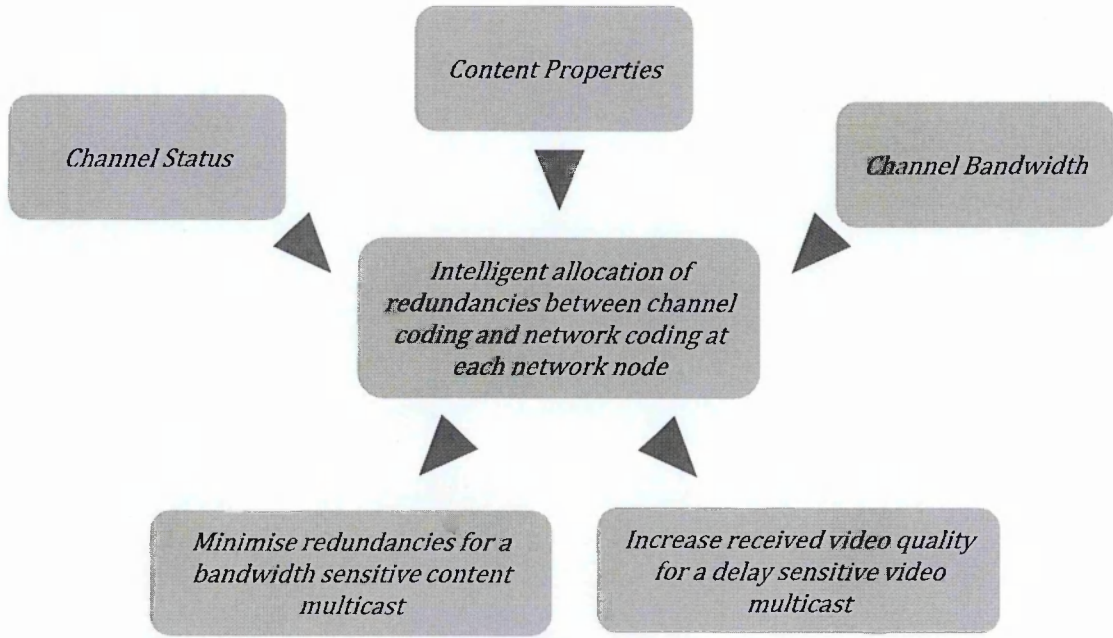 Content Properties
Channel Status
Channel Bandwidth
Intelligent allocation of
redundancies between channel
coding and network coding at
each network node
Minimise redundancies for a
bandwidth sensitive content
multicast
Increase received video quality
for a delay sensitive video
multicast